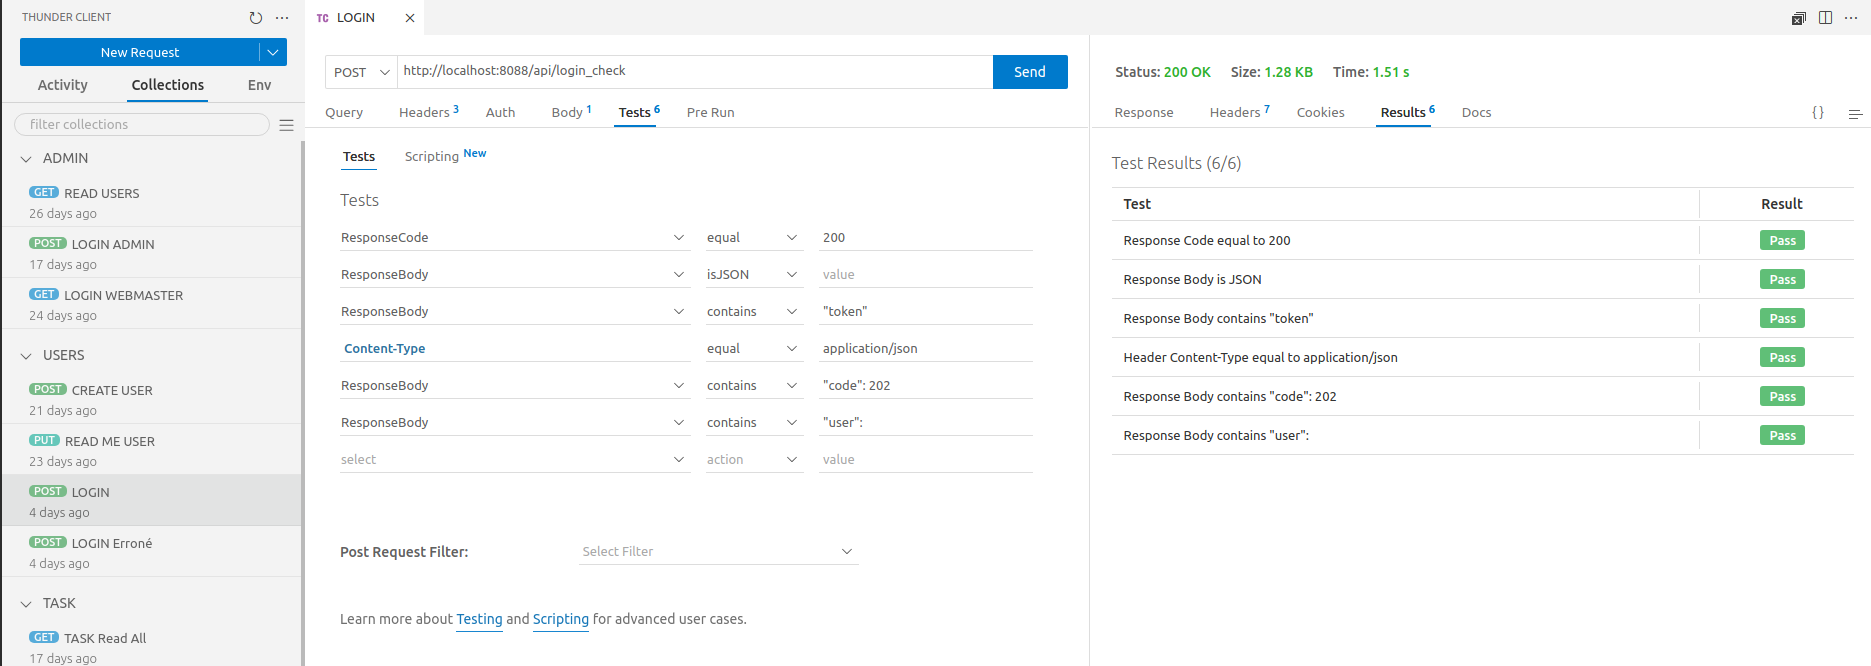 THUNDER CLIENT
New Request
Activity Collections Env
filter collections
ADMIN
GET READ USERS
26 days ago
POST LOGIN ADMIN
17 days ago
GET LOGIN WEBMASTER
24 days ago
USERS
POST CREATE USER
21 days ago
PUT READ ME USER
23 days ago
POST LOGIN
4 days ago
POST LOGIN Erroné
4 days ago
TASK
GET TASK Read All
17 days ago
TC LOGIN
POST http://localhost:8088/api/login_check Send
Query Headers 3 Auth Body 1 Tests 6 Pre Run
Tests Scripting New
Tests
ResponseCode equal 200
ResponseBody isJSON value
ResponseBody contains "token"
Content-Type equal application/json
ResponseBody contains "code": 202
ResponseBody contains "user":
select action value
Post Request Filter: Select Filter
Learn more about Testing and Scripting for advanced user cases.
Status: 200 OK Size: 1.28 KB Time: 1.51 s
Response Headers 7 Cookies Results 6 Docs {}
Test Results (6/6)
Test Result
Response Code equal to 200 Pass
Response Body is JSON Pass
Response Body contains "token" Pass
Header Content-Type equal to application/json Pass
Response Body contains "code": 202 Pass
Response Body contains "user": Pass